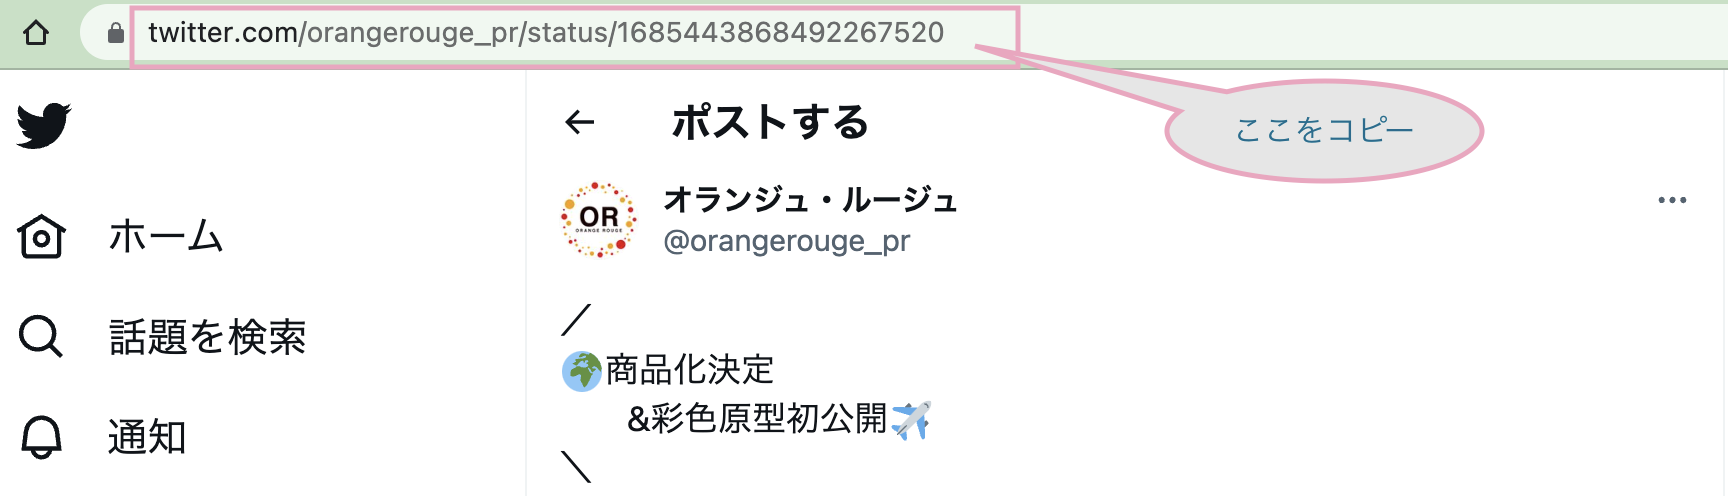 twitter.com/orangerouge_pr/status/1685443868492267520
ここをコピー
ポストする
OR
ORANGE ROUGE
オランジュ・ルージュ
@orangerouge_pr
ホーム
話題を検索
通知
／
🌍商品化決定
&彩色原型初公開✈️
＼